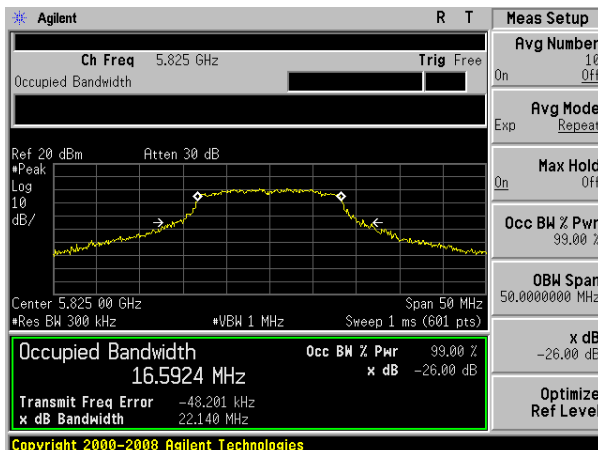 Agilent R T
Ch Freq 5.825 GHz Trig Free
Occupied Bandwidth
Ref 20 dBm Atten 30 dB
#Peak
Log
10
dB/
Center 5.825 00 GHz Span 50 MHz
#Res BW 300 kHz #VBW 1 MHz Sweep 1 ms (601 pts)
Occupied Bandwidth Occ BW % Pwr 99.00 %
16.5924 MHz x dB -26.00 dB
Transmit Freq Error -48.201 kHz
x dB Bandwidth 22.140 MHz
Copyright 2000-2008 Agilent Technologies
Meas Setup
Avg Number
10
On Off
Avg Mode
Exp Repeat
Max Hold
On Off
Occ BW % Pwr
99.00 %
OBW Span
50.0000000 MHz
x dB
-26.00 dB
Optimize
Ref Level